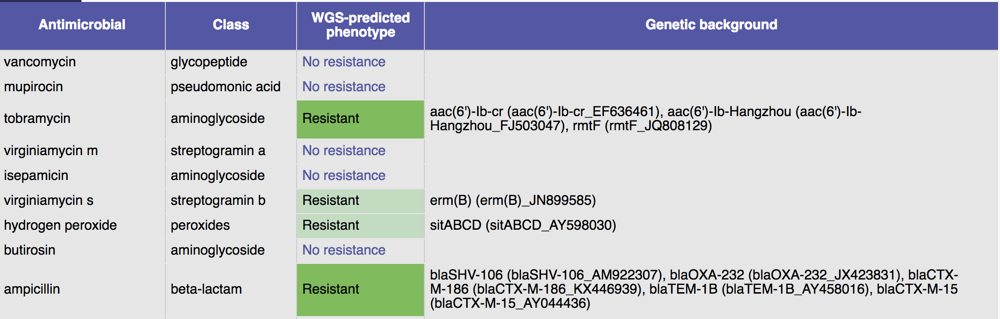 Antimicrobial Class WGS-predicted phenotype Genetic background
vancomycin glycopeptide No resistance
mupirocin pseudomonic acid No resistance
tobramycin aminoglycoside Resistant aac(6')-Ib-cr (aac(6')-Ib-cr_EF636461), aac(6')-Ib-Hangzhou (aac(6')-Ib-
Hangzhou_FJ503047), rmtF (rmtF_JQ808129)
virginiamycin m streptogramin a No resistance
isepamicin aminoglycoside No resistance
virginiamycin s streptogramin b Resistant erm(B) (erm(B)_JN899585)
hydrogen peroxide peroxides Resistant sitABCD (sitABCD_AY598030)
butirosin aminoglycoside No resistance
ampicillin beta-lactam Resistant blaSHV-106 (blaSHV-106_AM922307), blaOXA-232 (blaOXA-232_JX423831), blaCTX-
M-186 (blaCTX-M-186_KX446939), blaTEM-1B (blaTEM-1B_AY458016), blaCTX-M-15
(blaCTX-M-15_AY044436)